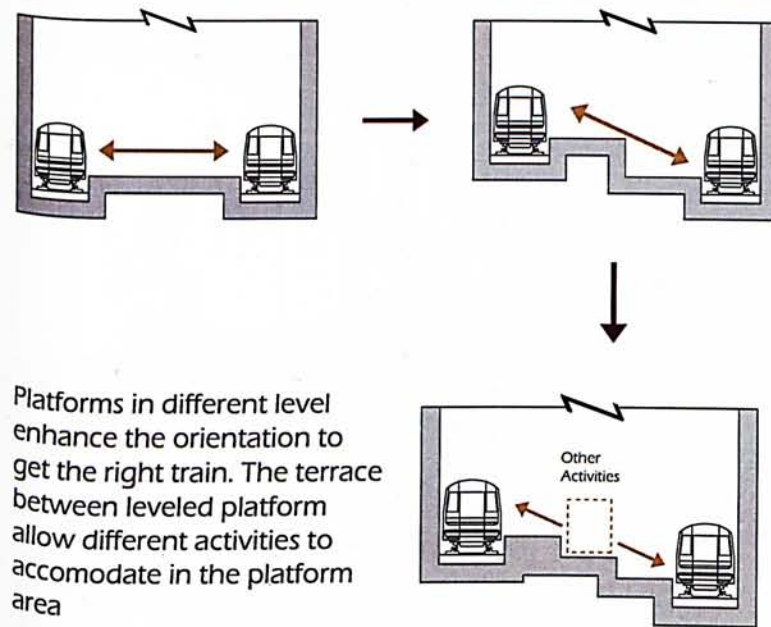 Platforms in different level
enhance the orientation to
get the right train. The terrace
between leveled platform
allow different activities to
accomodate in the platform
area
Other
Activities